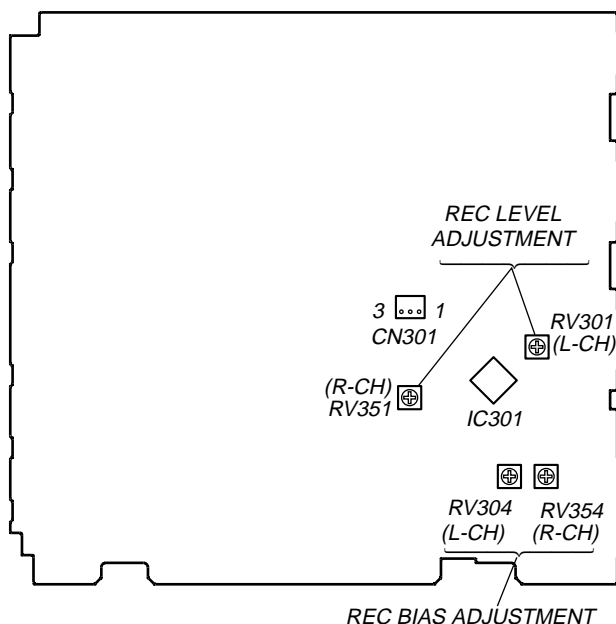 REC LEVEL
ADJUSTMENT
3 1
CN301
RV301
(L-CH)
(R-CH)
RV351
IC301
RV304
(L-CH)
RV354
(R-CH)
REC BIAS ADJUSTMENT